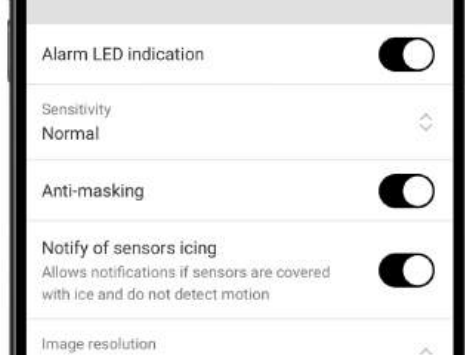 Alarm LED indication
Sensitivity
Normal
Anti-masking
Notify of sensors icing
Allows notifications if sensors are covered
with ice and do not detect motion
Image resolution